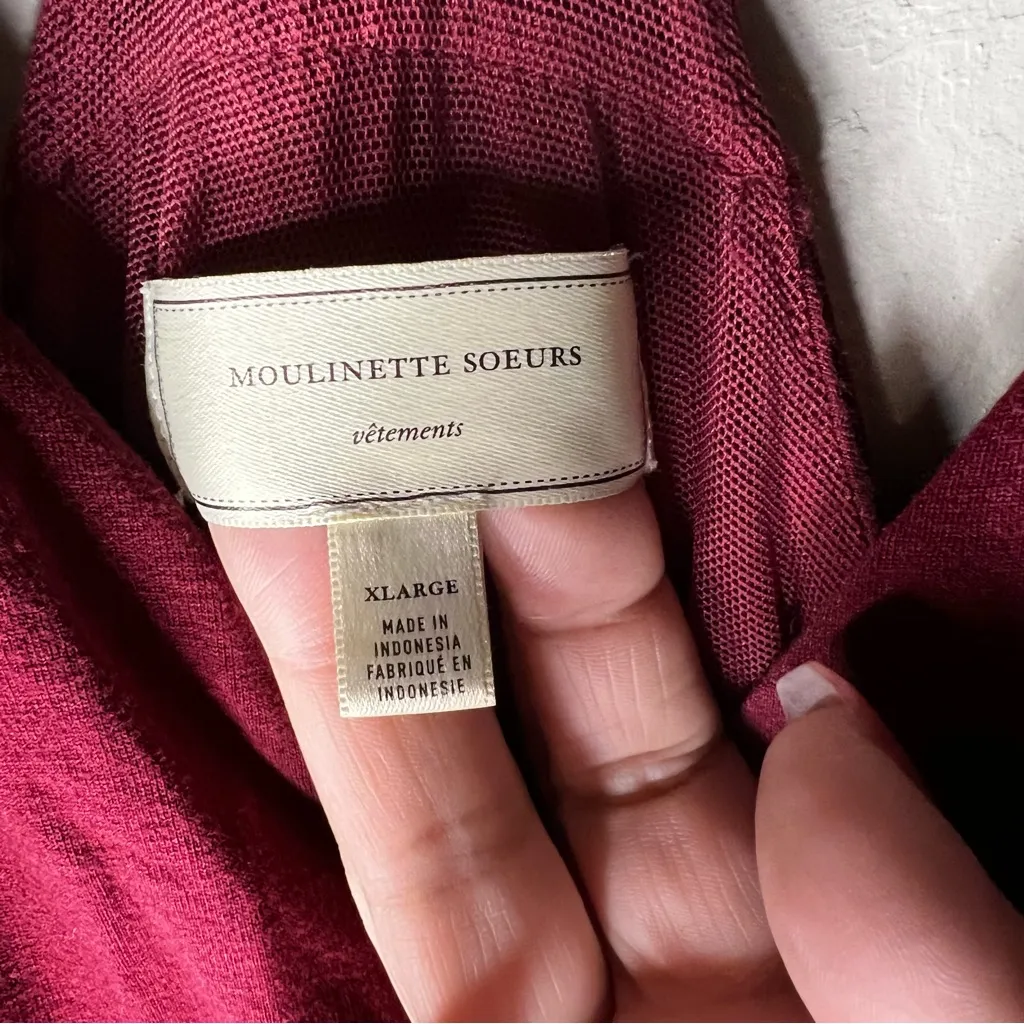 MOULINETTE SOEURS
vêtements
XLARGE
MADE IN
INDONESIA
FABRIQUÉ EN
INDONESIE